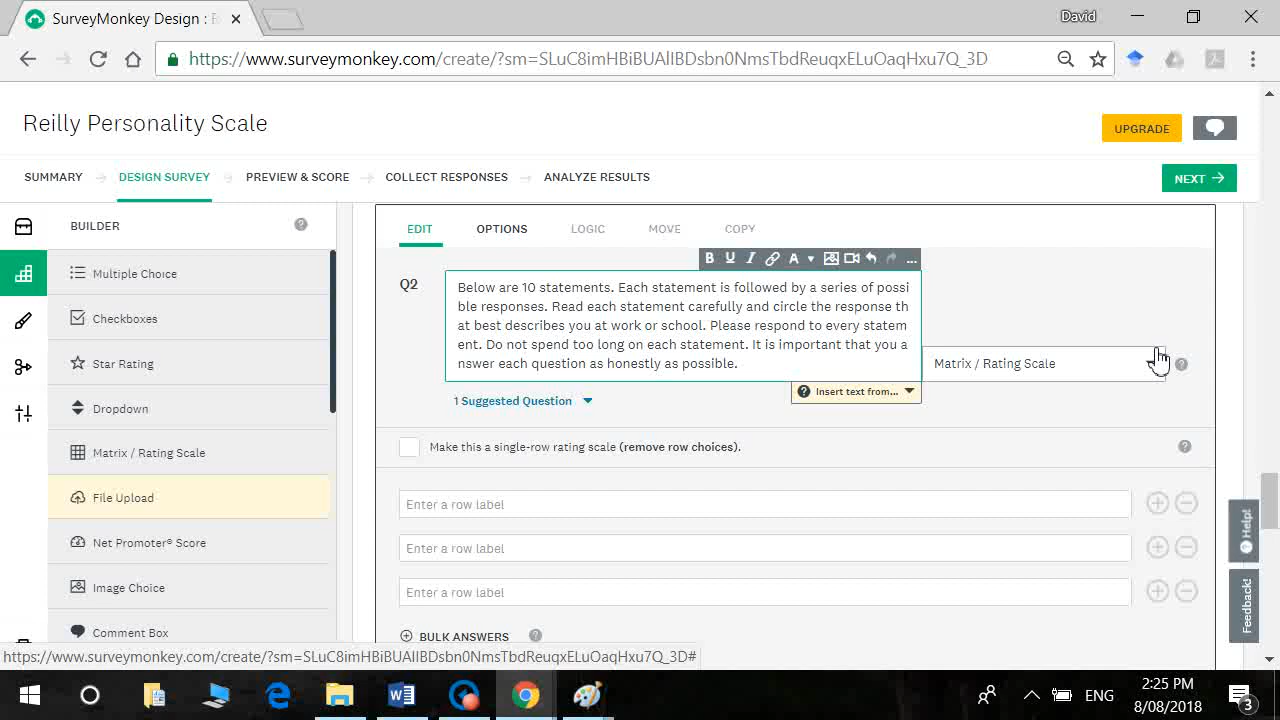 SurveyMonkey Design :
David
https://www.surveymonkey.com/create/?sm=SLuC8imHBiBUAlIBDsbn0NmsTbdReuqxELuOaqHxu7Q_3D
Reilly Personality Scale
UPGRADE
SUMMARY
DESIGN SURVEY
PREVIEW & SCORE
COLLECT RESPONSES
ANALYZE RESULTS
NEXT
BUILDER
Multiple Choice
Checkboxes
Star Rating
Dropdown
Matrix / Rating Scale
File Upload
Net Promoter® Score
Image Choice
Comment Box
EDIT
OPTIONS
LOGIC
MOVE
COPY
B U I A ...
Q2
Below are 10 statements. Each statement is followed by a series of possi
ble responses. Read each statement carefully and circle the response th
at best describes you at work or school. Please respond to every statem
ent. Do not spend too long on each statement. It is important that you a
nswer each question as honestly as possible.
Matrix / Rating Scale
Insert text from...
1 Suggested Question
Make this a single-row rating scale (remove row choices).
Enter a row label
Enter a row label
Enter a row label
BULK ANSWERS
Help!
Feedback!
https://www.surveymonkey.com/create/?sm=SLuC8imHBiBUAlIBDsbn0NmsTbdReuqxELuOaqHxu7Q_3D#
ENG
2:25 PM
8/08/2018
3